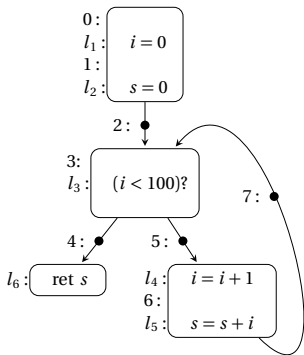 0 :
l₁ : i = 0
1 :
l₂ : s = 0
2 :
3:
l₃ : (i < 100)?
7 :
4 : 5 :
l₆ : ret s
l₄ : i = i + 1
6 :
l₅ : s = s + i